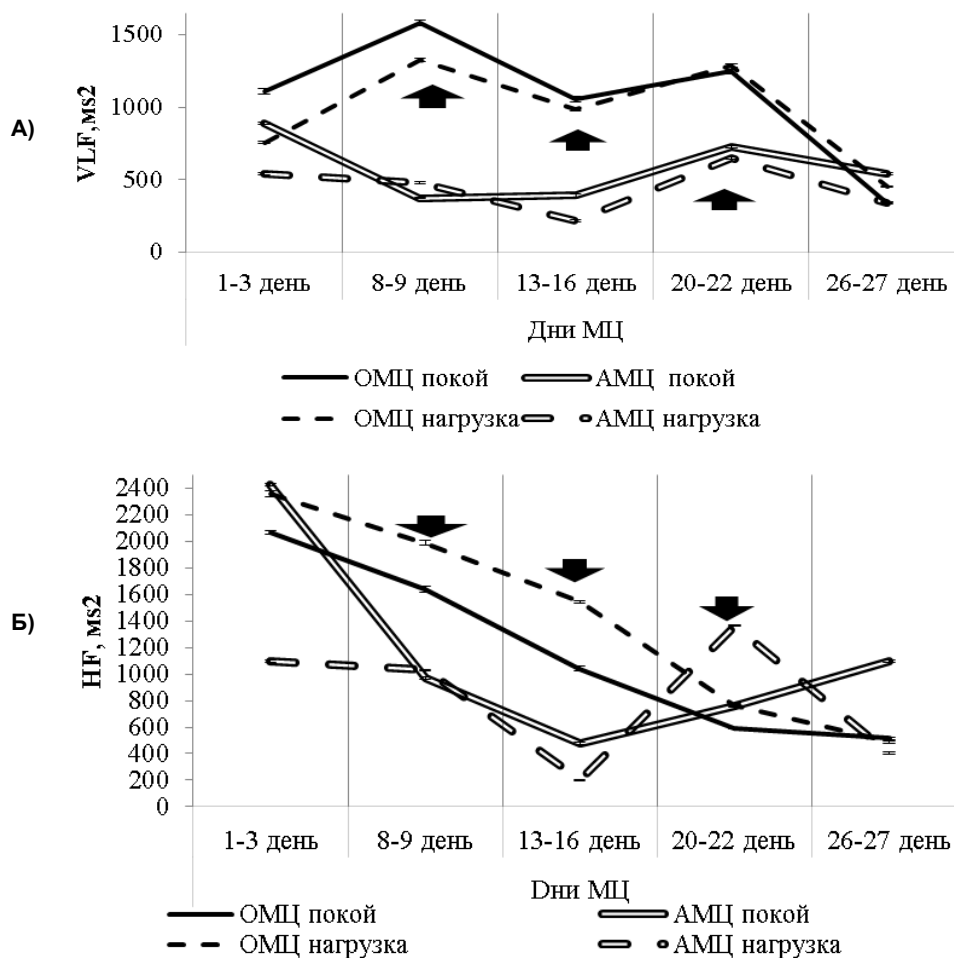 А)
VLF,мs2
1500
1000
500
0
1-3 день 8-9 день 13-16 день 20-22 день 26-27 день
Дни МЦ
ОМЦ покой АМЦ покой
ОМЦ нагрузка АМЦ нагрузка
Б)
HF, мs2
2400
2200
2000
1800
1600
1400
1200
1000
800
600
400
200
0
1-3 день 8-9 день 13-16 день 20-22 день 26-27 день
Dни МЦ
ОМЦ покой АМЦ покой
ОМЦ нагрузка АМЦ нагрузка